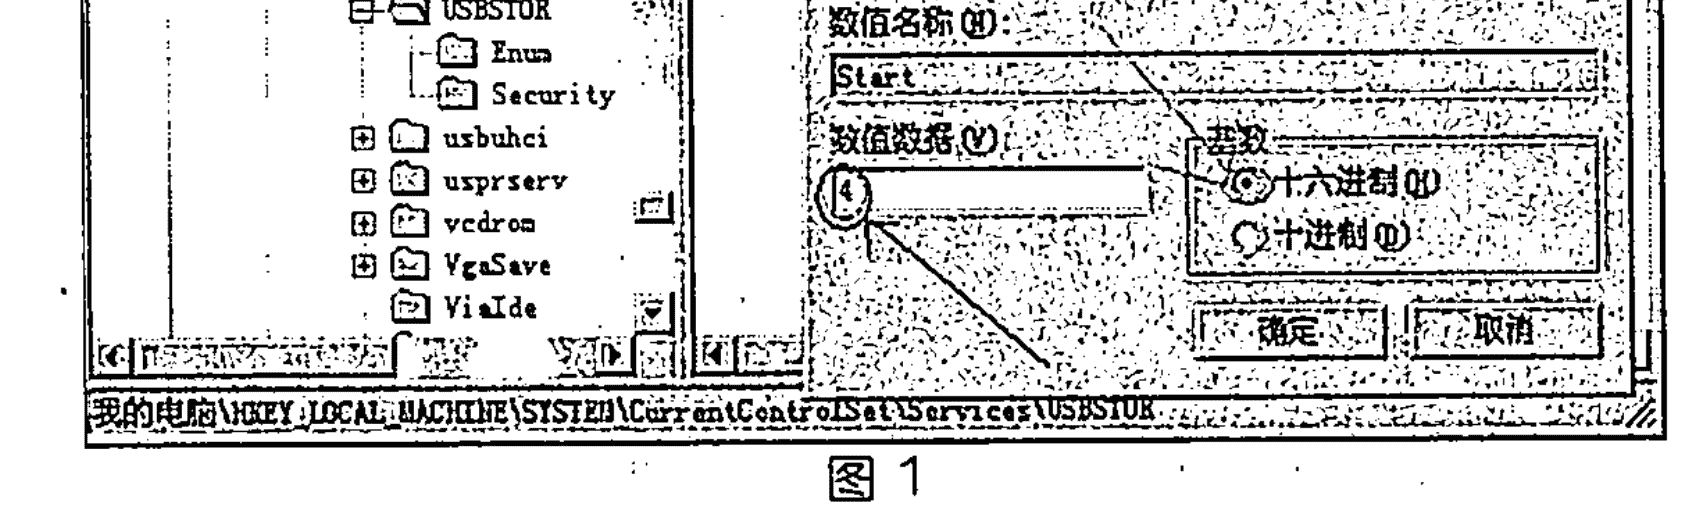 USBSTOR
Enum
Security
usbuhci
usprserv
vcdrom
VgaSave
ViaIde
数值名称(N):
Start
数值数据(V):
4
基数
十六进制(H)
十进制(D)
确定
取消
我的电脑\HKEY_LOCAL_MACHINE\SYSTEM\CurrentControlSet\Services\USBSTOR
图 1